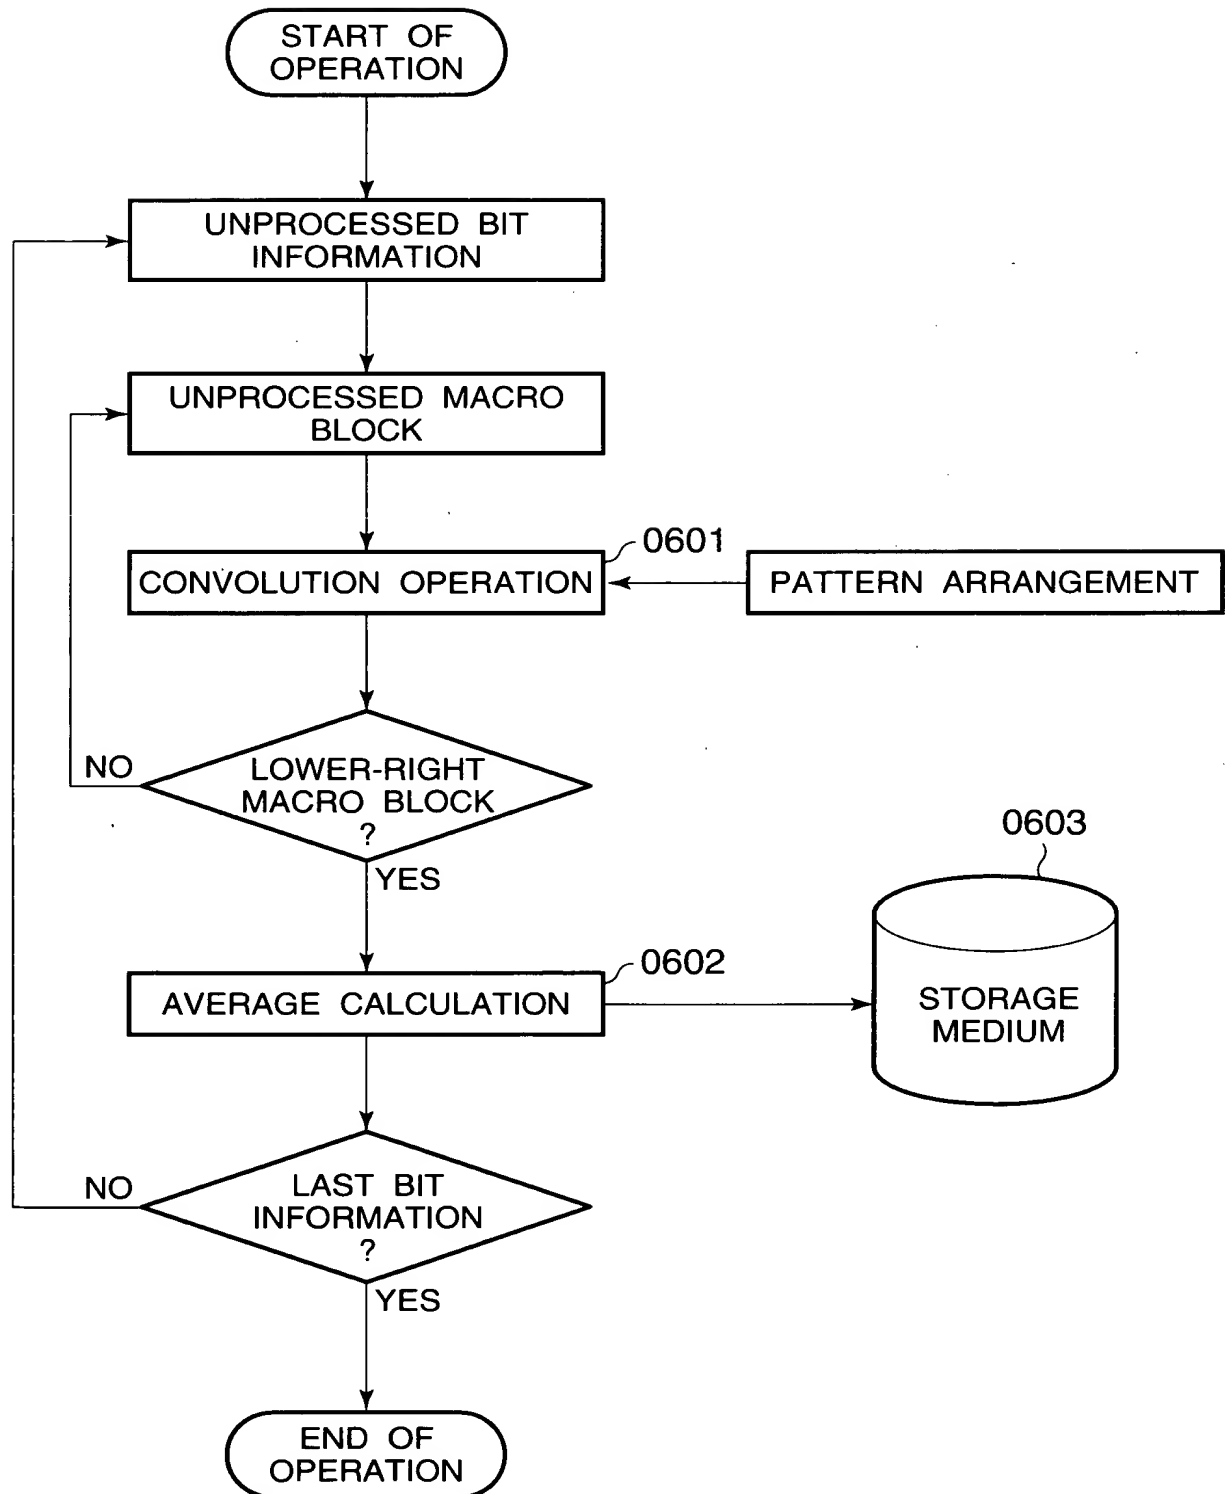 START OF
OPERATION
UNPROCESSED BIT
INFORMATION
UNPROCESSED MACRO
BLOCK
0601
CONVOLUTION OPERATION
PATTERN ARRANGEMENT
NO
LOWER-RIGHT
MACRO BLOCK
?
YES
0603
0602
AVERAGE CALCULATION
STORAGE
MEDIUM
NO
LAST BIT
INFORMATION
?
YES
END OF
OPERATION